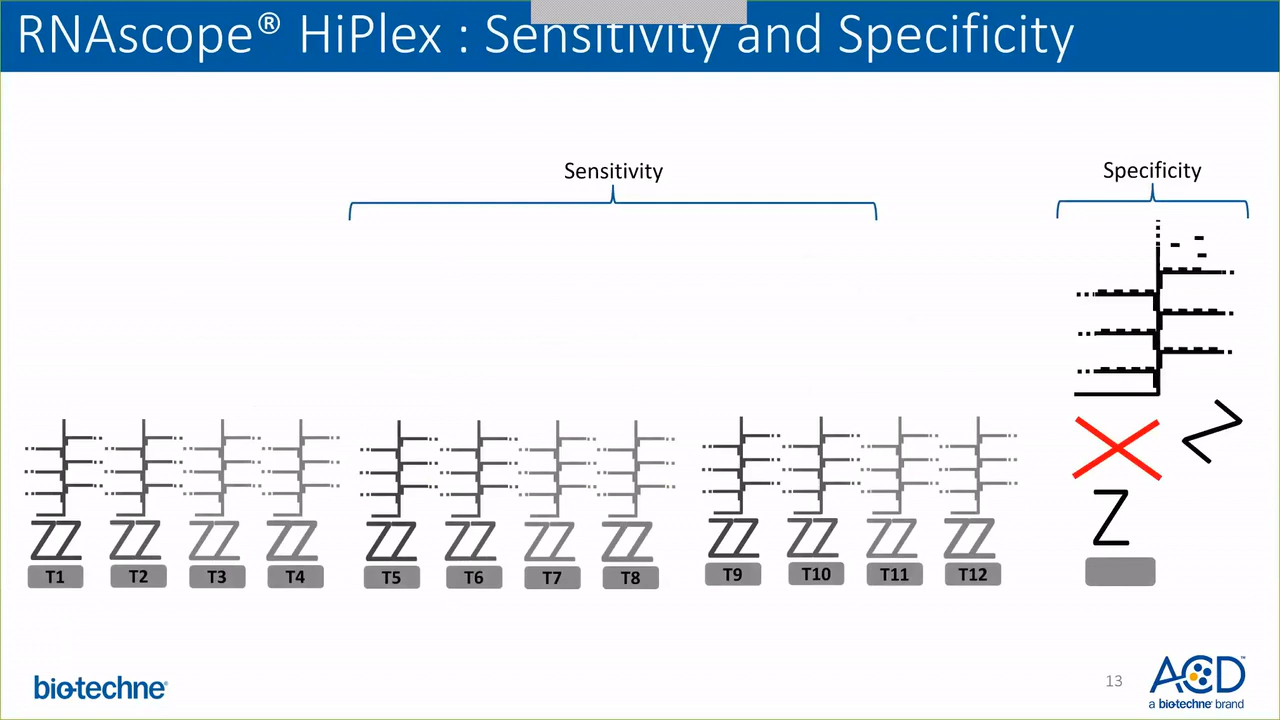 RNAscope® HiPlex : Sensitivity and Specificity
Sensitivity
Specificity
T1 T2 T3 T4 T5 T6 T7 T8 T9 T10 T11 T12
bio-techne®
13
ACD™
a bio-techne brand